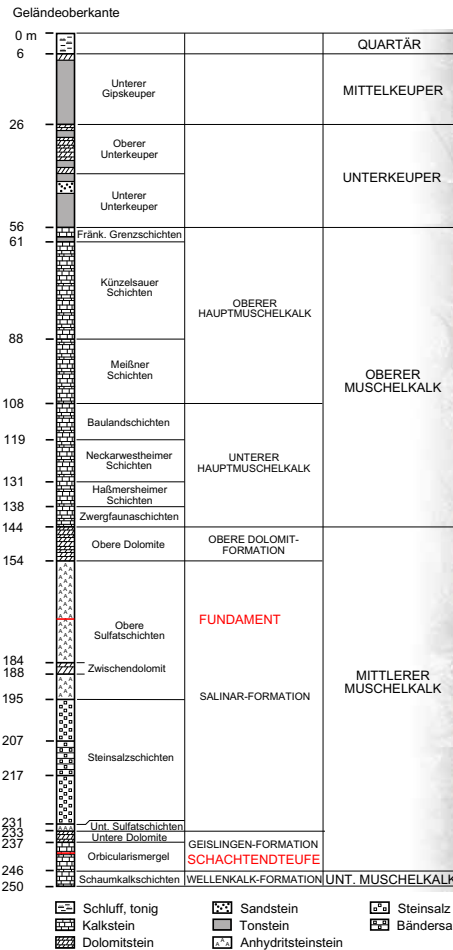 Geländeoberkante
0 m
QUARTÄR
6
Unterer
Gipskeuper
MITTELKEUPER
26
Oberer
Unterkeuper
UNTERKEUPER
Unterer
Unterkeuper
56
Fränk. Grenzschichten
61
Künzelsauer
Schichten
OBERER
HAUPTMUSCHELKALK
88
Meißner
Schichten
OBERER
MUSCHELKALK
108
Baulandschichten
119
Neckarwestheimer
Schichten
UNTERER
HAUPTMUSCHELKALK
131
Haßmersheimer
Schichten
138
Zwergfaunaschichten
144
Obere Dolomite
OBERE DOLOMIT-
FORMATION
154
FUNDAMENT
Obere
Sulfatschichten
184
Zwischendolomit
188
MITTLERER
MUSCHELKALK
195
SALINAR-FORMATION
207
Steinsalzschichten
217
231
Unt. Sulfatschichten
233
Untere Dolomite
237
GEISLINGEN-FORMATION
Orbicularismergel
SCHACHTENDTEUFE
246
Schaumkalkschichten
WELLENKALK-FORMATION
UNT. MUSCHELKALK
250
Schluff, tonig
Sandstein
Steinsalz
Kalkstein
Tonstein
Bändersa
Dolomitstein
Anhydritsteinstein